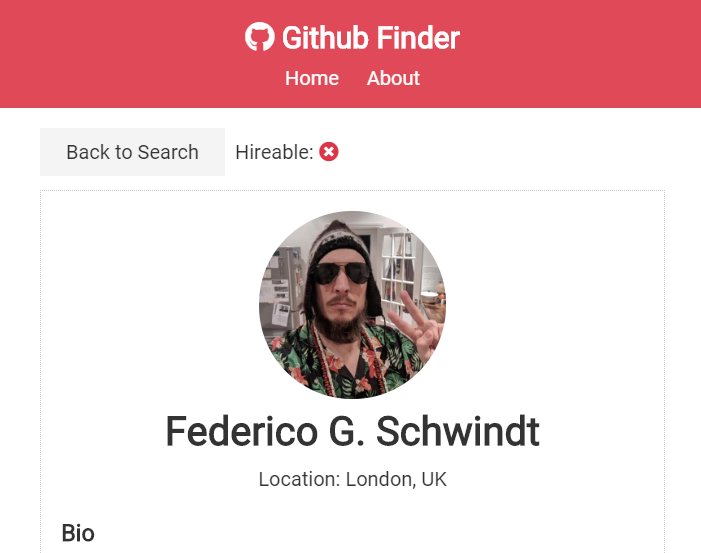 Github Finder
Home About
Back to Search Hireable:
Federico G. Schwindt
Location: London, UK
Bio